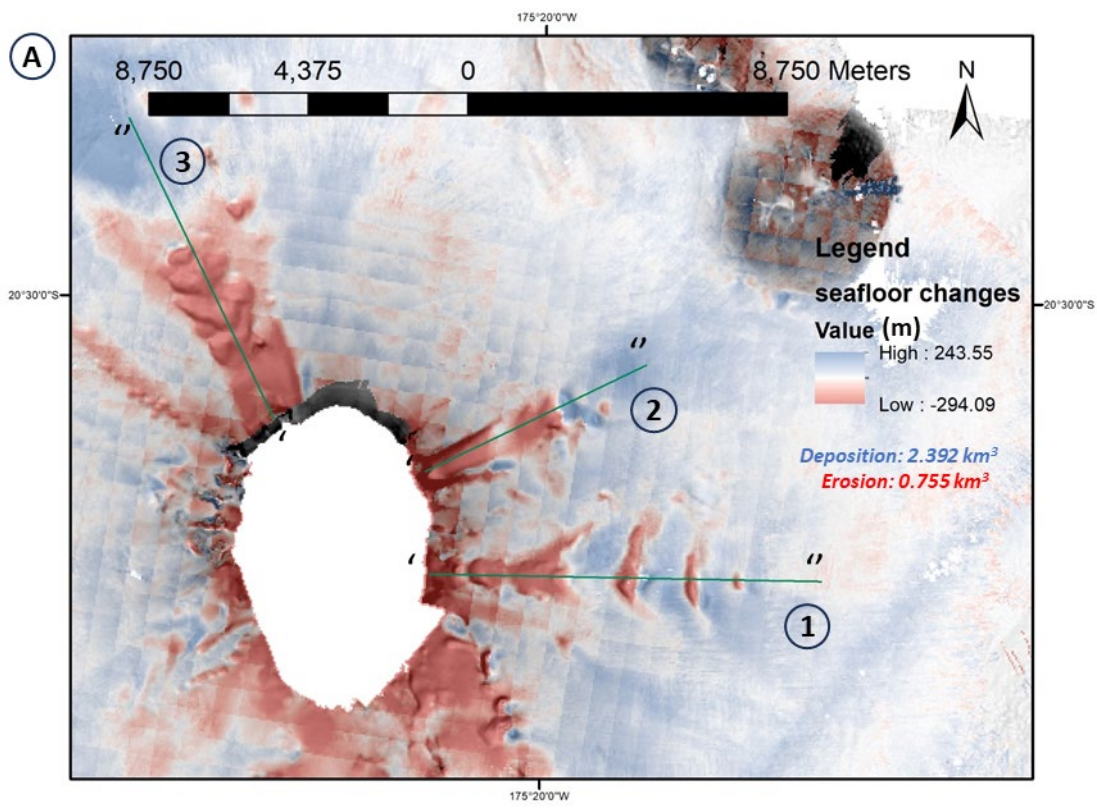 175°20'0"W
A
8,750 4,375 0 8,750 Meters
N
‘’
3
20°30'0"S
20°30'0"S
Legend
seafloor changes
Value (m)
High : 243.55
Low : -294.09
‘’
2
Deposition: 2.392 km³
Erosion: 0.755 km³
‘
‘
‘
‘’
1
175°20'0"W